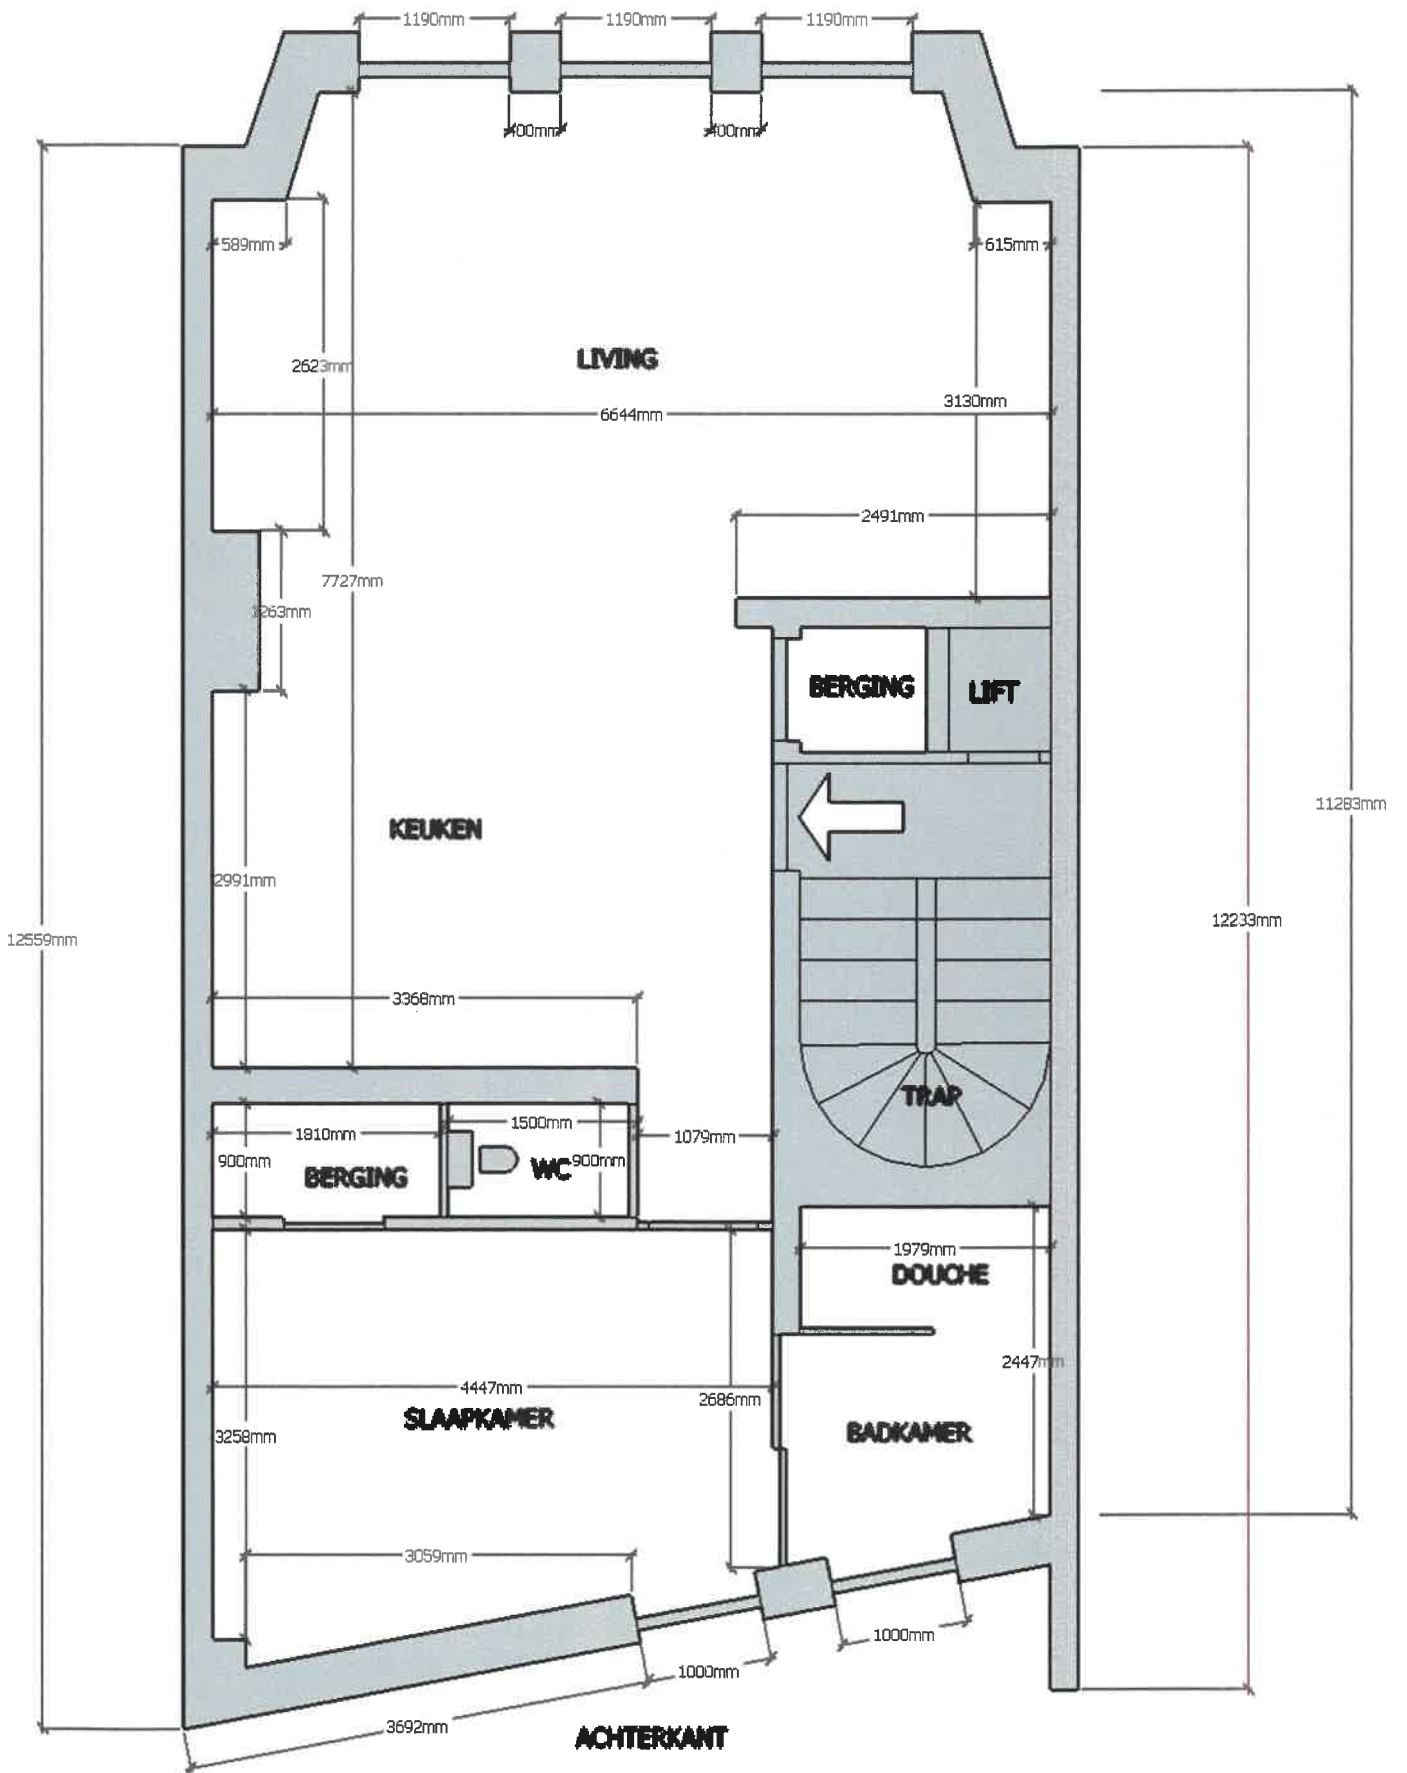 1190mm 1190mm 1190mm
400mm 400mm
589mm 615mm
LIVING
2623mm
3130mm
6644mm
2491mm
7727mm
1263mm
BERGING LIFT
11283mm
KEUKEN
2991mm
12233mm
12559mm
3368mm
TRAP
1500mm
1810mm 1079mm
900mm WC 900mm
BERGING
1979mm
DOUCHE
2447mm
4447mm
2686mm
SLAAPKAMER
3258mm BADKAMER
3059mm
1000mm
1000mm
3692mm
ACHTERKANT